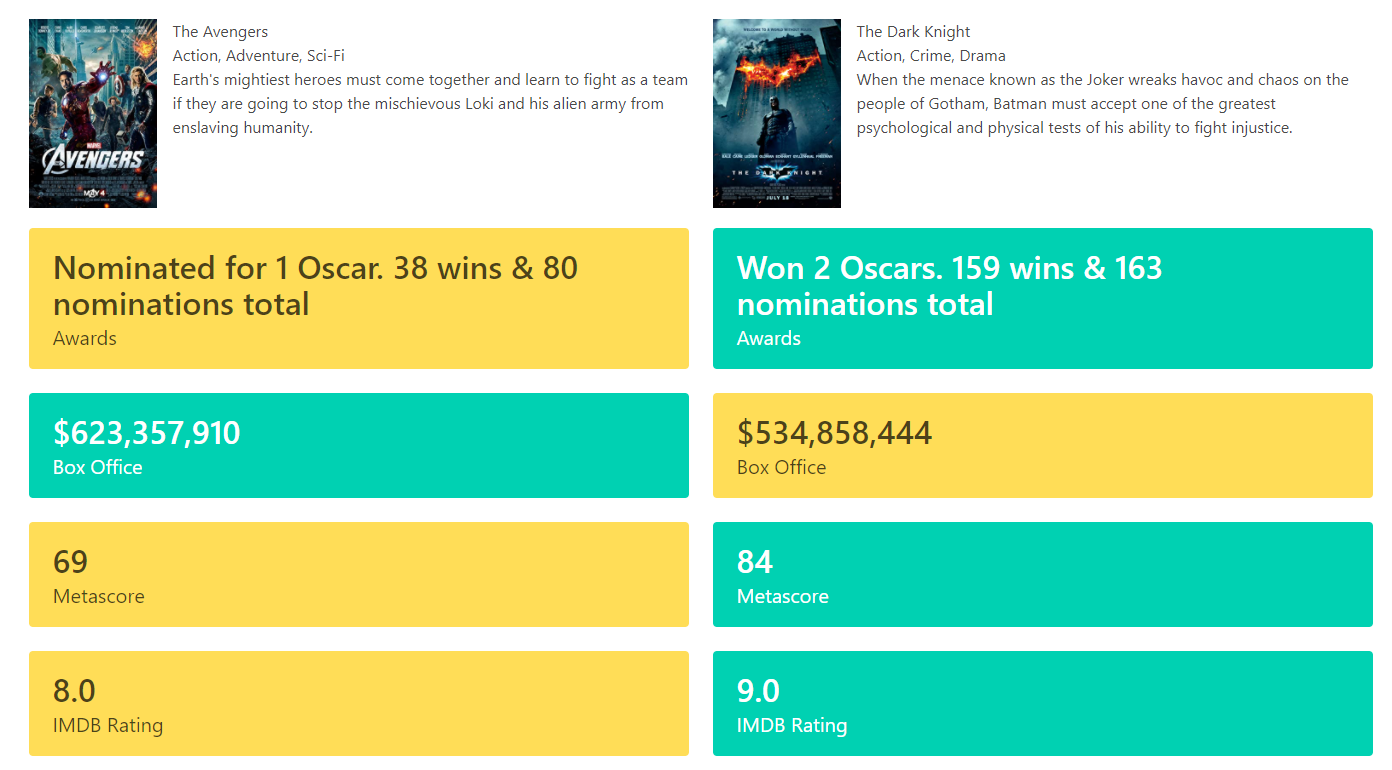 The Avengers
Action, Adventure, Sci-Fi
Earth's mightiest heroes must come together and learn to fight as a team
if they are going to stop the mischievous Loki and his alien army from
enslaving humanity.
MARVEL
AVENGERS
MAY 4
The Dark Knight
Action, Crime, Drama
When the menace known as the Joker wreaks havoc and chaos on the
people of Gotham, Batman must accept one of the greatest
psychological and physical tests of his ability to fight injustice.
THE DARK KNIGHT
JULY 18
Nominated for 1 Oscar. 38 wins & 80
nominations total
Awards
Won 2 Oscars. 159 wins & 163
nominations total
Awards
$623,357,910
Box Office
$534,858,444
Box Office
69
Metascore
84
Metascore
8.0
IMDB Rating
9.0
IMDB Rating